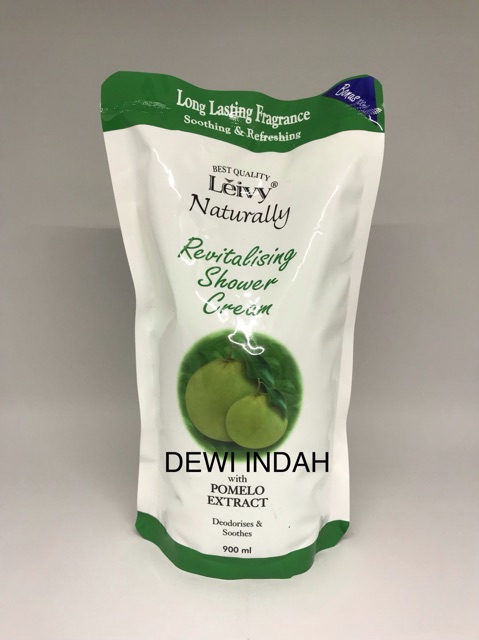 Long Lasting Fragrance
Soothing & Refreshing
Bonus
BEST QUALITY
Leivy®
Naturally
Revitalising
Shower
Cream
DEWI INDAH
with
POMELO
EXTRACT
Deodorises &
Soothes
900 ml